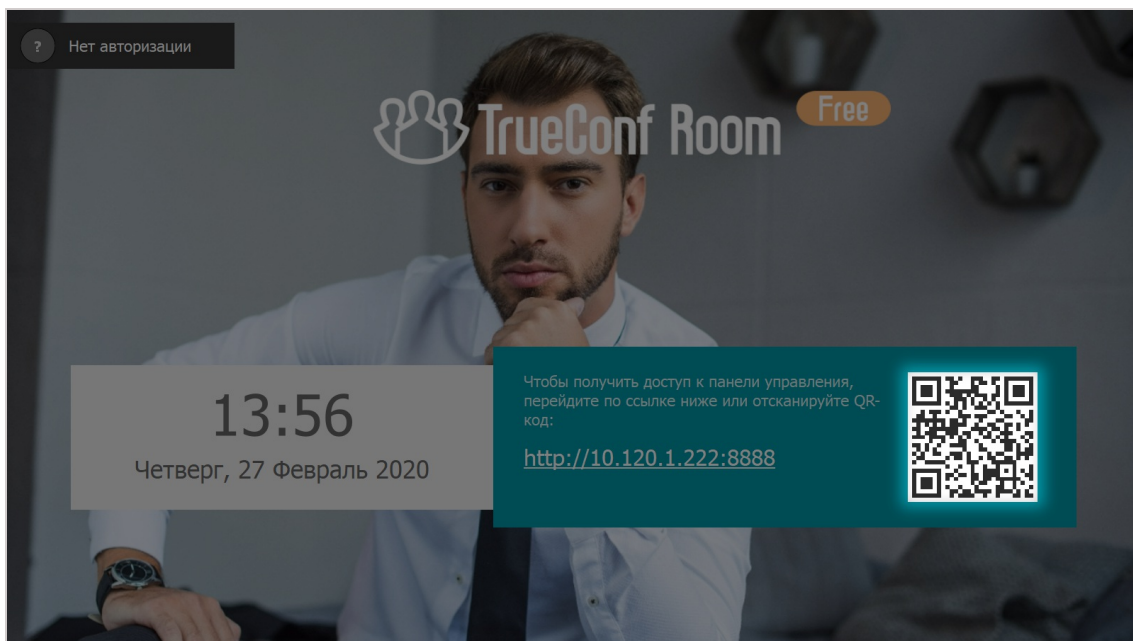 ? Нет авторизации
TrueConf Room Free
13:56
Четверг, 27 Февраль 2020
Чтобы получить доступ к панели управления,
перейдите по ссылке ниже или отсканируйте QR-
код:
http://10.120.1.222:8888